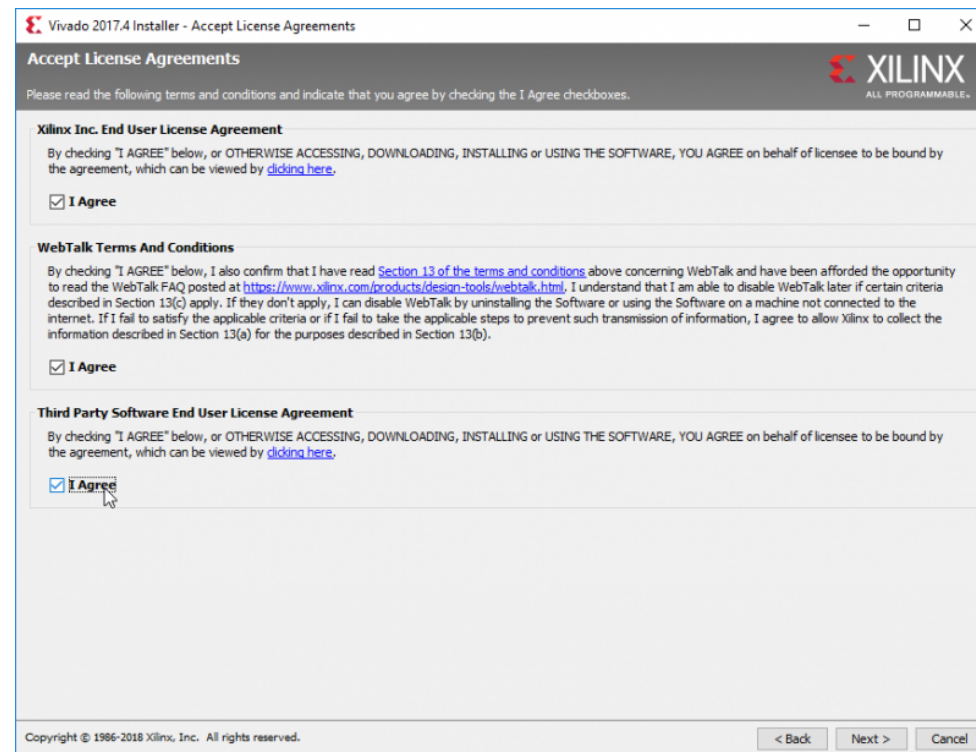 Vivado 2017.4 Installer - Accept License Agreements
Accept License Agreements
XILINX
ALL PROGRAMMABLE.
Please read the following terms and conditions and indicate that you agree by checking the I Agree checkboxes.
Xilinx Inc. End User License Agreement
By checking "I AGREE" below, or OTHERWISE ACCESSING, DOWNLOADING, INSTALLING or USING THE SOFTWARE, YOU AGREE on behalf of licensee to be bound by
the agreement, which can be viewed by clicking here.
I Agree
WebTalk Terms And Conditions
By checking "I AGREE" below, I also confirm that I have read Section 13 of the terms and conditions above concerning WebTalk and have been afforded the opportunity
to read the WebTalk FAQ posted at https://www.xilinx.com/products/design-tools/webtalk.html. I understand that I am able to disable WebTalk later if certain criteria
described in Section 13(c) apply. If they don't apply, I can disable WebTalk by uninstalling the Software or using the Software on a machine not connected to the
internet. If I fail to satisfy the applicable criteria or if I fail to take the applicable steps to prevent such transmission of information, I agree to allow Xilinx to collect the
information described in Section 13(a) for the purposes described in Section 13(b).
I Agree
Third Party Software End User License Agreement
By checking "I AGREE" below, or OTHERWISE ACCESSING, DOWNLOADING, INSTALLING or USING THE SOFTWARE, YOU AGREE on behalf of licensee to be bound by
the agreement, which can be viewed by clicking here.
I Agree
Copyright © 1986-2018 Xilinx, Inc. All rights reserved.
< Back Next > Cancel